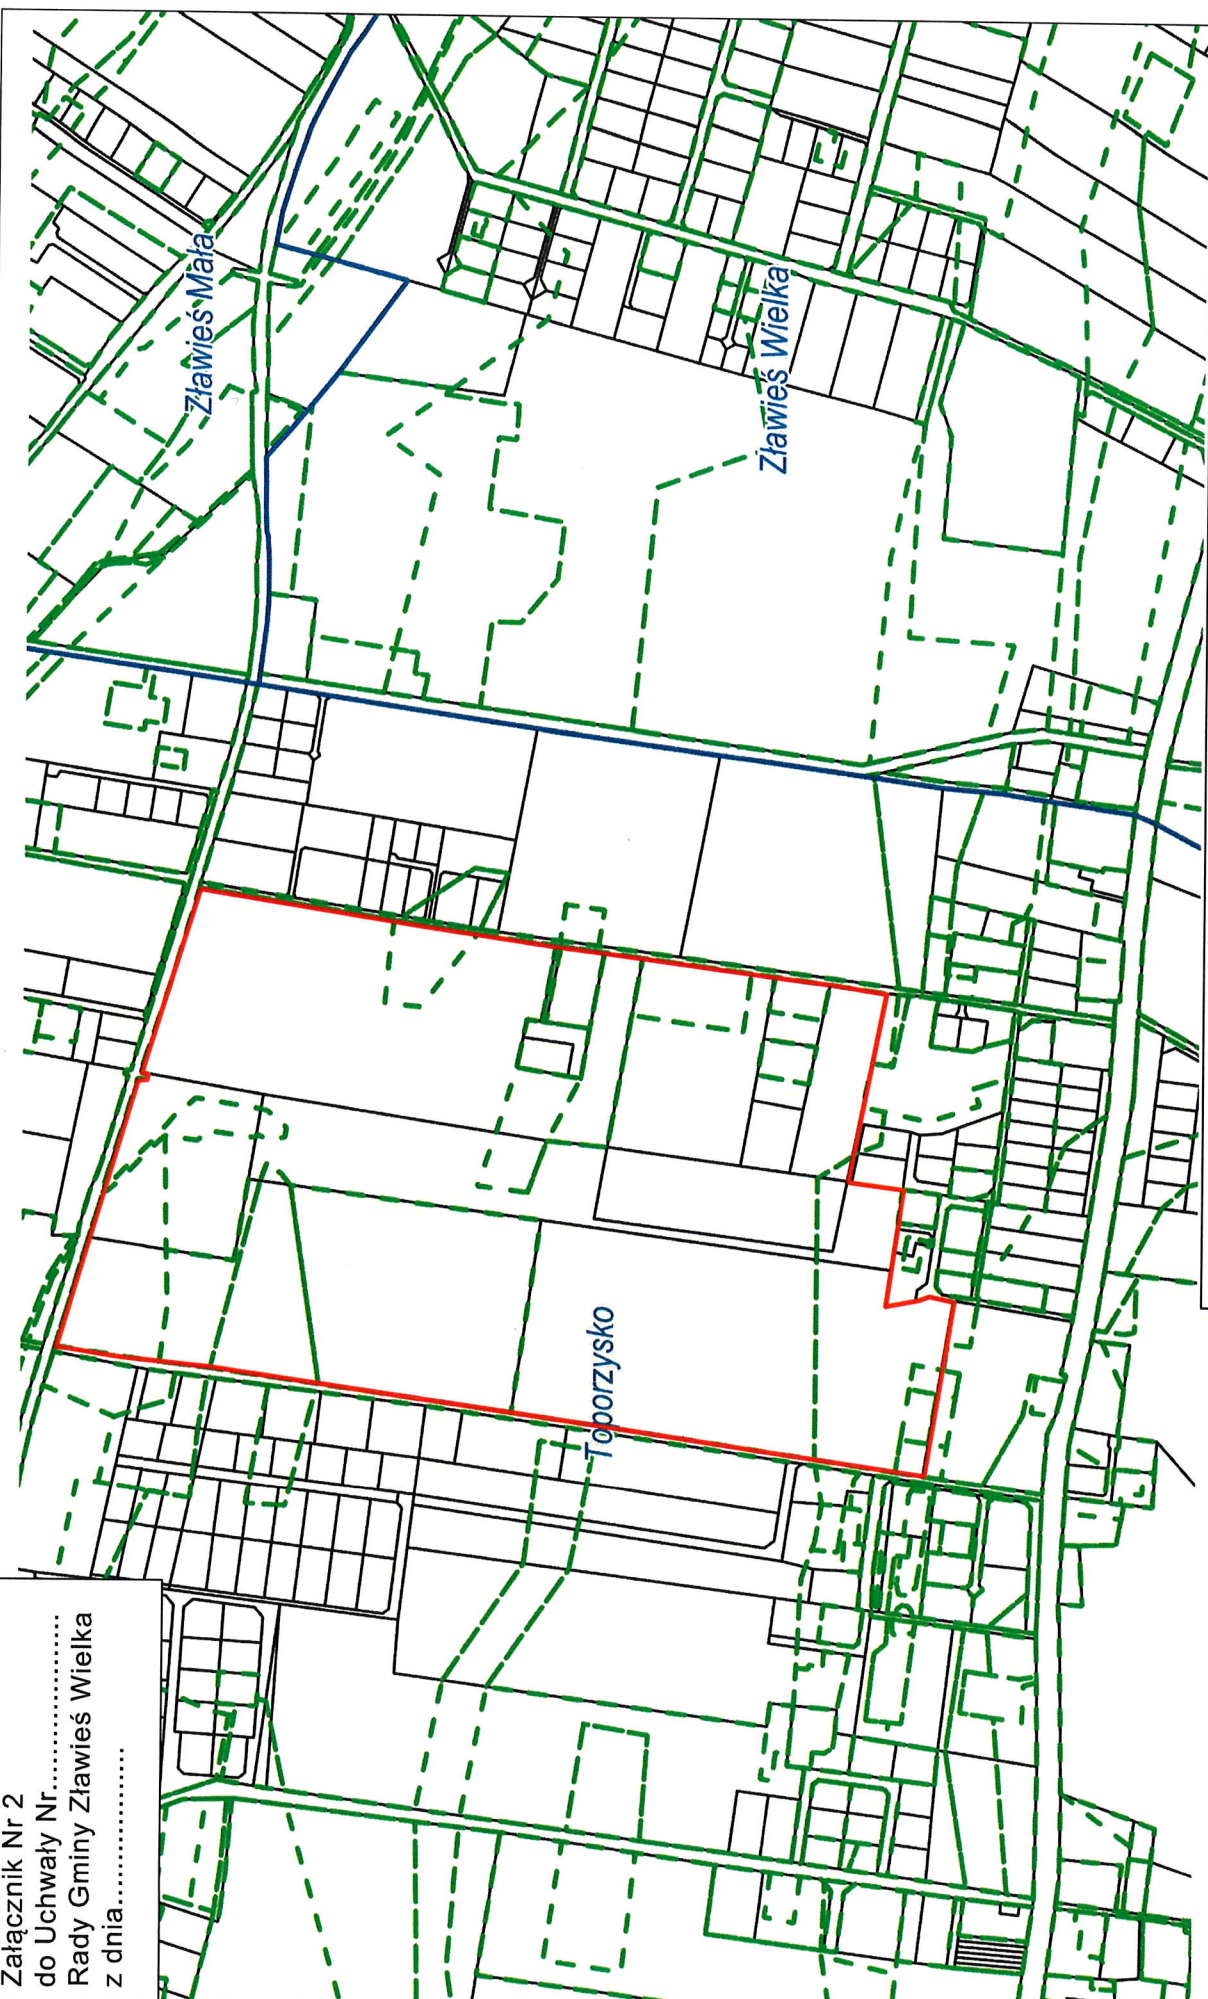 Załącznik Nr 2
do Uchwały Nr......................
Rady Gminy Zławieś Wielka
z dnia......................
Toporzysko
Zławieś Mała
Zławieś Wielka